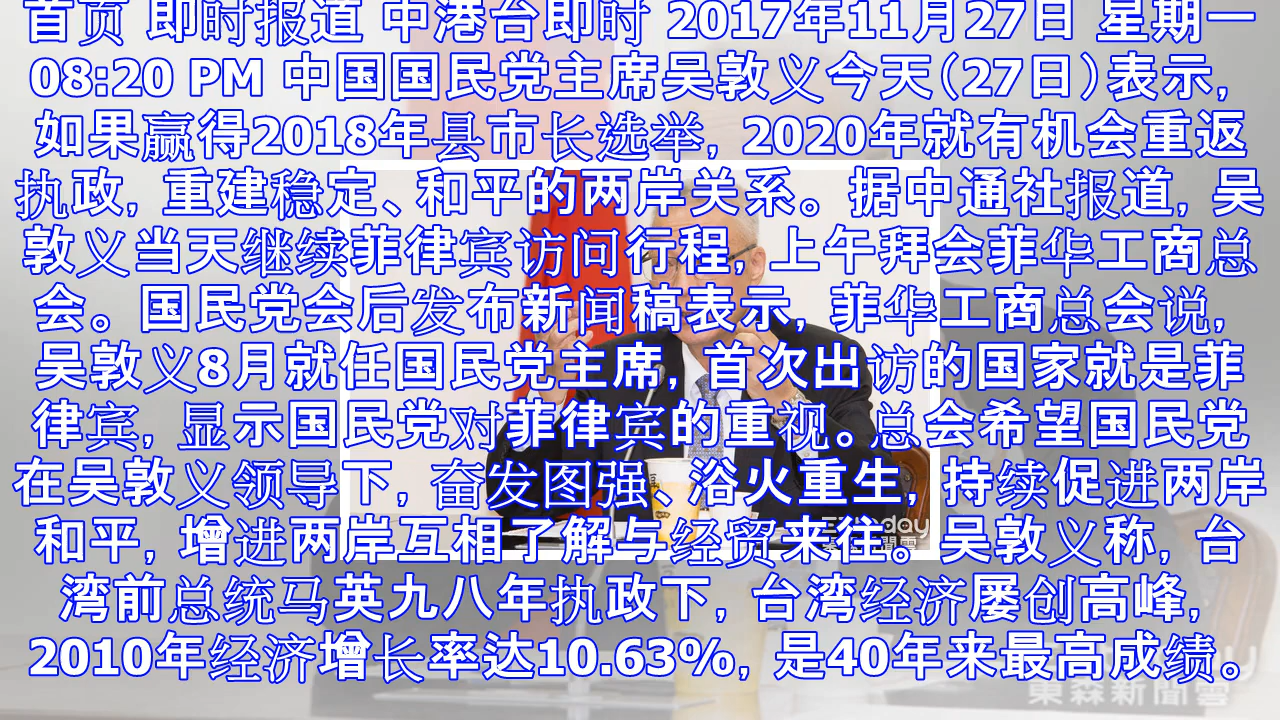 首页 即时报道 中港台即时 2017年11月27日 星期一
08:20 PM 中国国民党主席吴敦义今天(27日)表示,
如果赢得2018年县市长选举, 2020年就有机会重返
执政, 重建稳定、和平的两岸关系。据中通社报道, 吴
敦义当天继续菲律宾访问行程, 上午拜会菲华工商总
会。国民党会后发布新闻稿表示, 菲华工商总会说,
吴敦义8月就任国民党主席, 首次出访的国家就是菲
律宾, 显示国民党对菲律宾的重视。总会希望国民党
在吴敦义领导下, 奋发图强、浴火重生, 持续促进两岸
和平, 增进两岸互相了解与经贸来往。吴敦义称, 台
湾前总统马英九八年执政下, 台湾经济屡创高峰,
2010年经济增长率达10.63%, 是40年来最高成绩。
東森新聞雲